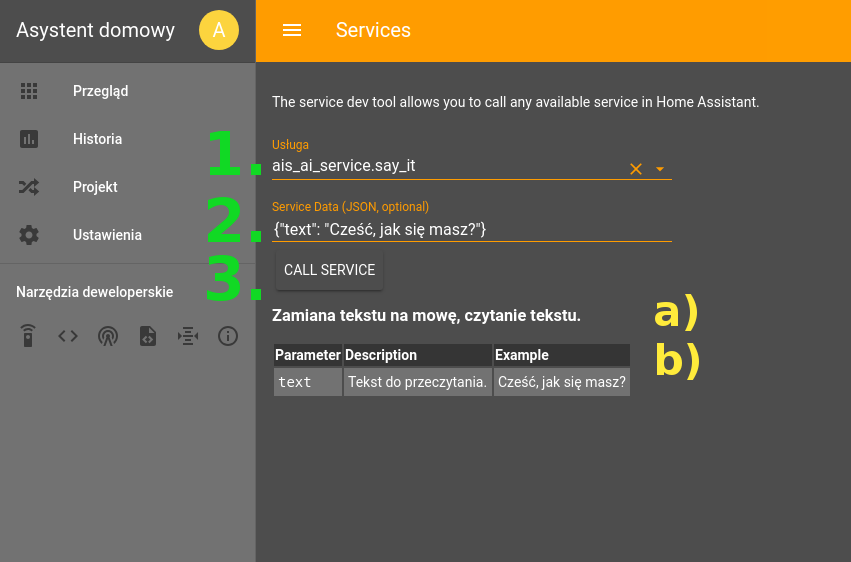 Asystent domowy
A
Services
Przegląd
Historia
Projekt
Ustawienia
Narzędzia deweloperskie
The service dev tool allows you to call any available service in Home Assistant.
1.
Usługa
ais_ai_service.say_it
2.
Service Data (JSON, optional)
{"text": "Cześć, jak się masz?"}
3.
CALL SERVICE
Zamiana tekstu na mowę, czytanie tekstu.
a)
b)
Parameter Description Example
text Tekst do przeczytania. Cześć, jak się masz?